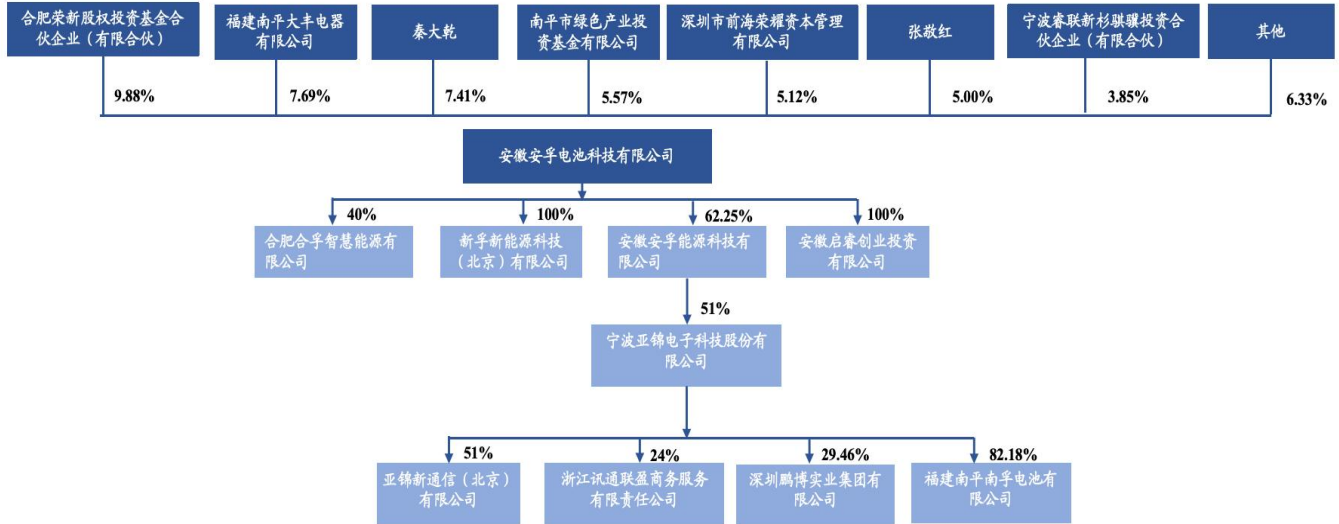 合肥荣新股权投资基金合
伙企业（有限合伙）
福建南平大丰电器
有限公司
秦大乾
南平市绿色产业投
资基金有限公司
深圳市前海荣耀资本管理
有限公司
张敬红
宁波睿联新杉骐骥投资合
伙企业（有限合伙）
其他
9.88%
7.69%
7.41%
5.57%
5.12%
5.00%
3.85%
6.33%
安徽安孚电池科技有限公司
40%
100%
62.25%
100%
合肥合孚智慧能源有
限公司
新孚新能源科技
（北京）有限公司
安徽安孚能源科技有
限公司
安徽启睿创业投资
有限公司
51%
宁波亚锦电子科技股份有
限公司
51%
24%
29.46%
82.18%
亚锦新通信（北京）
有限公司
浙江讯通联盈商务服务
有限责任公司
深圳鹏博实业集团有
限公司
福建南平南孚电池有
限公司